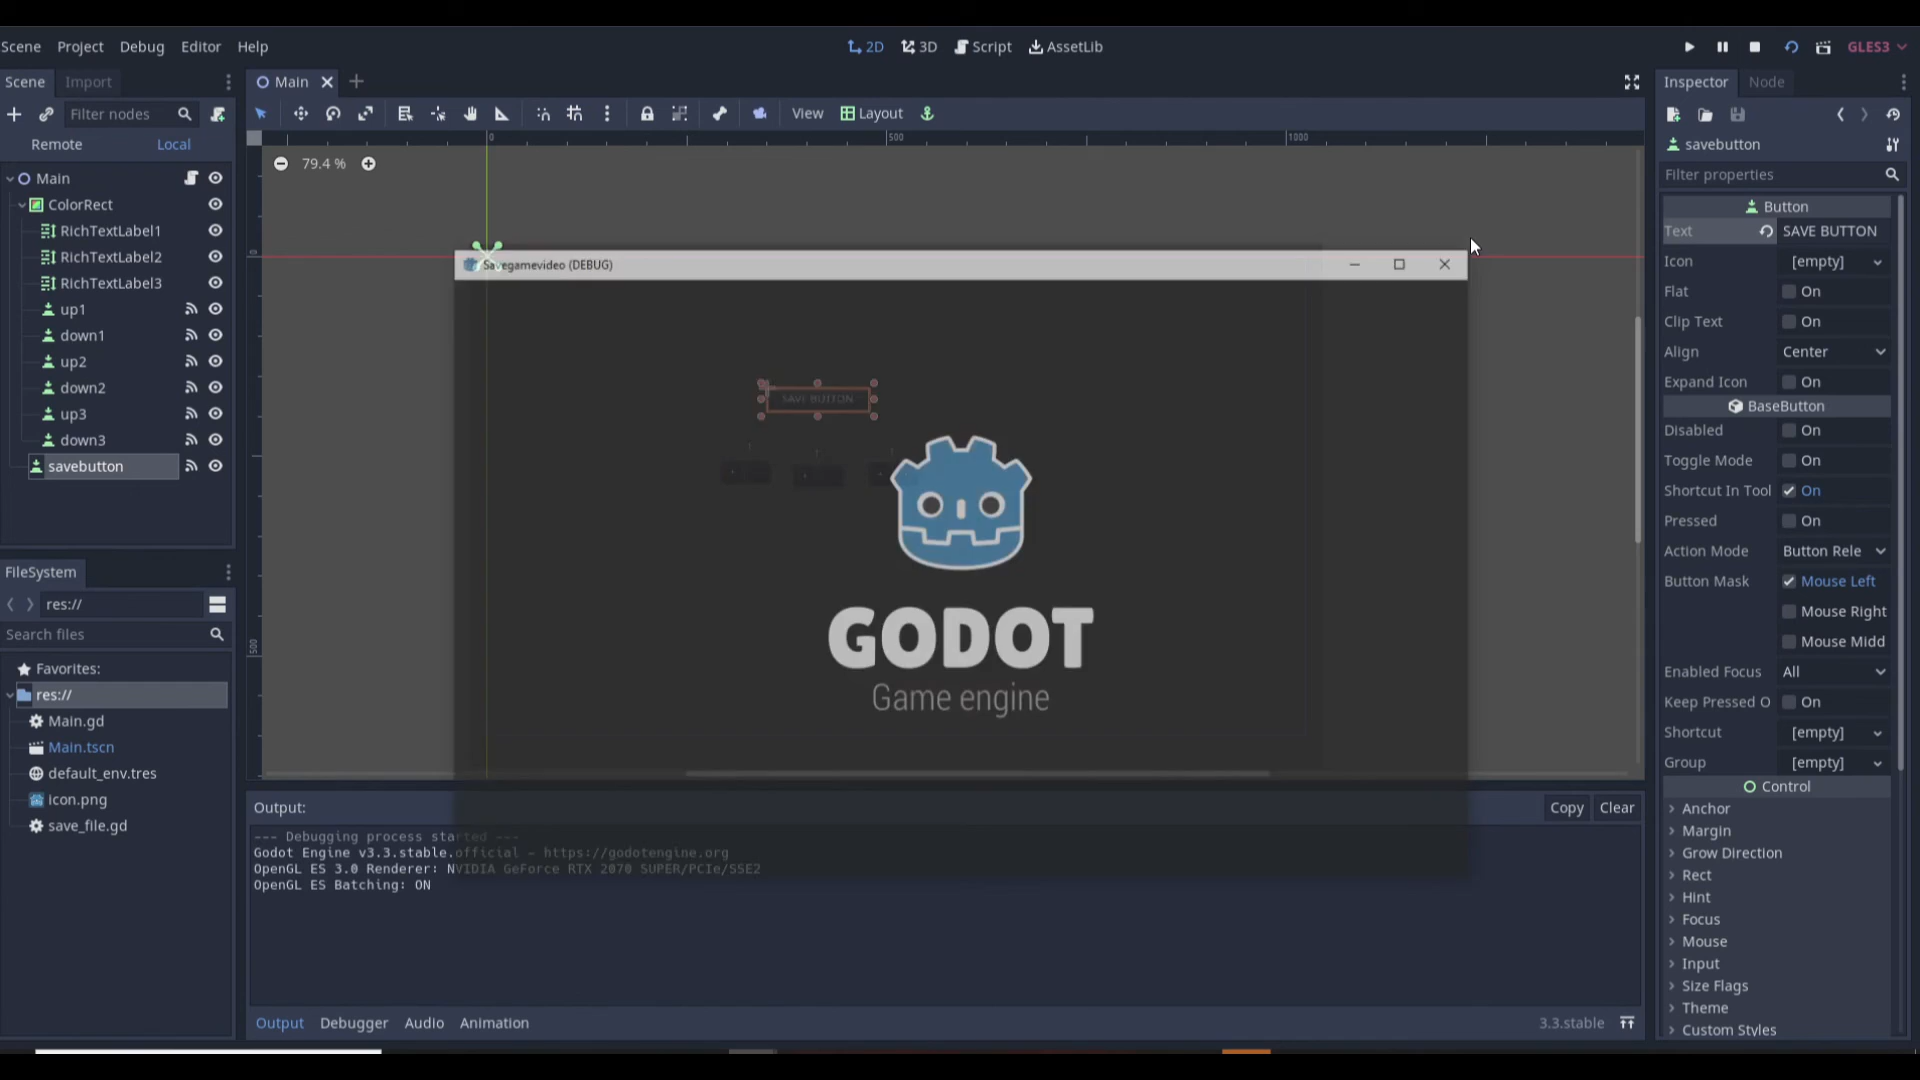 Scene Project Debug Editor Help
2D 3D Script AssetLib
GLES3
Scene Import
Main
Inspector Node
Filter nodes
View Layout
Remote Local
0 500 1000
savebutton
79.4 %
Filter properties
Main
ColorRect
RichTextLabel1
RichTextLabel2
RichTextLabel3
up1
down1
up2
down2
up3
down3
savebutton
FileSystem
res://
Search files
Favorites:
res://
Main.gd
Main.tscn
default_env.tres
icon.png
save_file.gd
0
500
Savegamevideo (DEBUG)
SAVE BUTTON
GODOT
Game engine
Output:
Copy Clear
--- Debugging process started ---
Godot Engine v3.3.stable.official - https://godotengine.org
OpenGL ES 3.0 Renderer: NVIDIA GeForce RTX 2070 SUPER/PCIe/SSE2
OpenGL ES Batching: ON
Output Debugger Audio Animation
3.3.stable
Button
Text SAVE BUTTON
Icon [empty]
Flat On
Clip Text On
Align Center
Expand Icon On
BaseButton
Disabled On
Toggle Mode On
Shortcut In Tool On
Pressed On
Action Mode Button Rele
Button Mask Mouse Left
Mouse Right
Mouse Midd
Enabled Focus All
Keep Pressed O On
Shortcut [empty]
Group [empty]
Control
Anchor
Margin
Grow Direction
Rect
Hint
Focus
Mouse
Input
Size Flags
Theme
Custom Styles